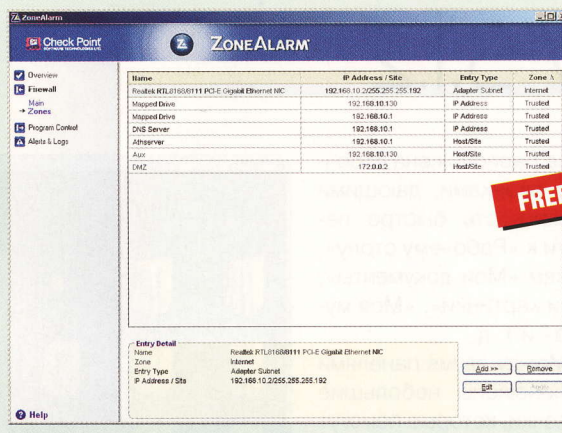 ZoneAlarm
Check Point
SOFTWARE TECHNOLOGIES LTD.
ZONEALARM
Overview
Firewall
Main
Zones
Program Control
Alerts & Logs
Name IP Address / Site Entry Type Zone
Realtek RTL8168/8111 PCI-E Gigabit Ethernet NIC 192.168.10.2/255.255.255.192 Adapter Subnet Internet
Mapped Drive 192.168.10.130 IP Address Trusted
Mapped Drive 192.168.10.1 IP Address Trusted
DNS Server 192.168.10.1 IP Address Trusted
Athserver 192.168.10.1 Host/Site Trusted
Aux 192.168.10.130 Host/Site Trusted
DMZ 172.0.0.2 Host/Site Trusted
FREE
Entry Detail
Name Realtek RTL8168/8111 PCI-E Gigabit Ethernet NIC
Zone Internet
Entry Type Adapter Subnet
IP Address / Site 192.168.10.2/255.255.255.192
Add >> Remove
Edit Apply
Help